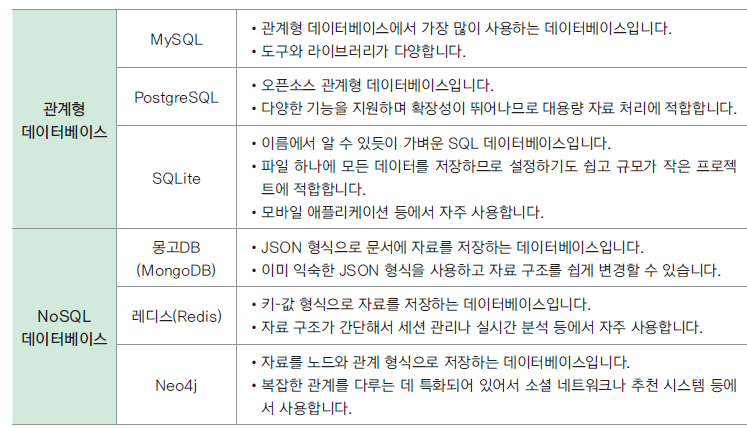 관계형
데이터베이스
MySQL
• 관계형 데이터베이스에서 가장 많이 사용하는 데이터베이스입니다.
• 도구와 라이브러리가 다양합니다.
PostgreSQL
• 오픈소스 관계형 데이터베이스입니다.
• 다양한 기능을 지원하며 확장성이 뛰어나므로 대용량 자료 처리에 적합합니다.
SQLite
• 이름에서 알 수 있듯이 가벼운 SQL 데이터베이스입니다.
• 파일 하나에 모든 데이터를 저장하므로 설정하기도 쉽고 규모가 작은 프로젝
트에 적합합니다.
• 모바일 애플리케이션 등에서 자주 사용합니다.
NoSQL
데이터베이스
몽고DB
(MongoDB)
• JSON 형식으로 문서에 자료를 저장하는 데이터베이스입니다.
• 이미 익숙한 JSON 형식을 사용하고 자료 구조를 쉽게 변경할 수 있습니다.
레디스(Redis)
• 키-값 형식으로 자료를 저장하는 데이터베이스입니다.
• 자료 구조가 간단해서 세션 관리나 실시간 분석 등에서 자주 사용합니다.
Neo4j
• 자료를 노드와 관계 형식으로 저장하는 데이터베이스입니다.
• 복잡한 관계를 다루는 데 특화되어 있어서 소셜 네트워크나 추천 시스템 등에
서 사용합니다.